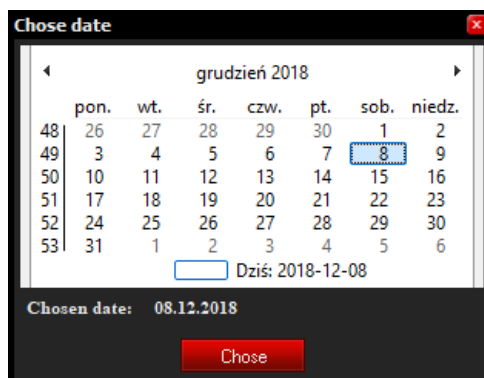 Chose date
grudzień 2018
pon. wt. śr. czw. pt. sob. niedz.
48 26 27 28 29 30 1 2
49 3 4 5 6 7 8 9
50 10 11 12 13 14 15 16
51 17 18 19 20 21 22 23
52 24 25 26 27 28 29 30
53 31 1 2 3 4 5 6
Dziś: 2018-12-08
Chosen date: 08.12.2018
Chose